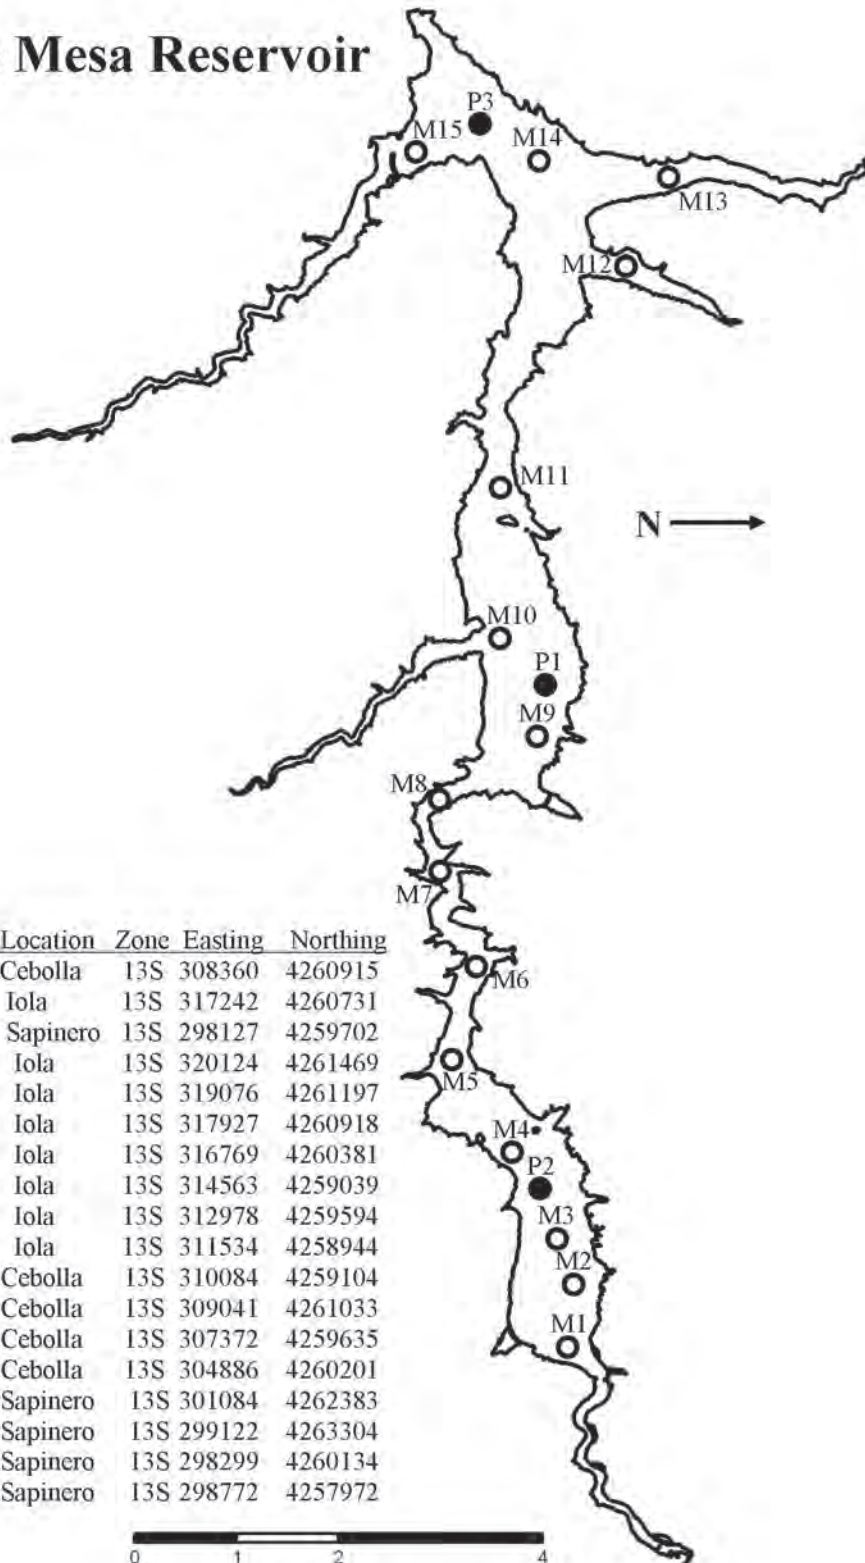 Mesa Reservoir
P3
M15
M14
M13
M12
M11
N
M10
P1
M9
M8
M7
M6
M5
M4
P2
M3
M2
M1
Location Zone Easting Northing
Cebolla 13S 308360 4260915
Iola 13S 317242 4260731
Sapinero 13S 298127 4259702
Iola 13S 320124 4261469
Iola 13S 319076 4261197
Iola 13S 317927 4260918
Iola 13S 316769 4260381
Iola 13S 314563 4259039
Iola 13S 312978 4259594
Iola 13S 311534 4258944
Cebolla 13S 310084 4259104
Cebolla 13S 309041 4261033
Cebolla 13S 307372 4259635
Cebolla 13S 304886 4260201
Sapinero 13S 301084 4262383
Sapinero 13S 299122 4263304
Sapinero 13S 298299 4260134
Sapinero 13S 298772 4257972
0 1 2 4